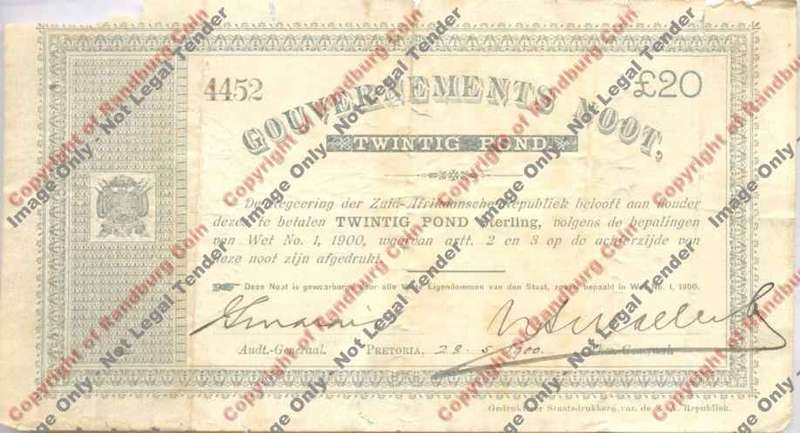 4452
£20
GOUVERNEMENTS NOOT,
TWINTIG POND.
De Regeering der Zuid-Afrikaansche Republiek belooft aan houder
dezes te betalen TWINTIG POND Sterling, volgens de bepalingen
van Wet No. 1, 1900, waarvan artt. 2 en 3 op de achterzijde van
deze noot zijn afgedrukt.
Deze Noot is gewaarborgd door alle Vaste Eigendommen van den Staat, zooals bepaald in Wet No. 1, 1900.
Audt.-Generaal. PRETORIA, 28 5 1900.
Gedrukt ter Staatsdrukkerij van de Z.A. Republiek.
Copyright of Randburg Coin
Image Only - Not Legal Tender